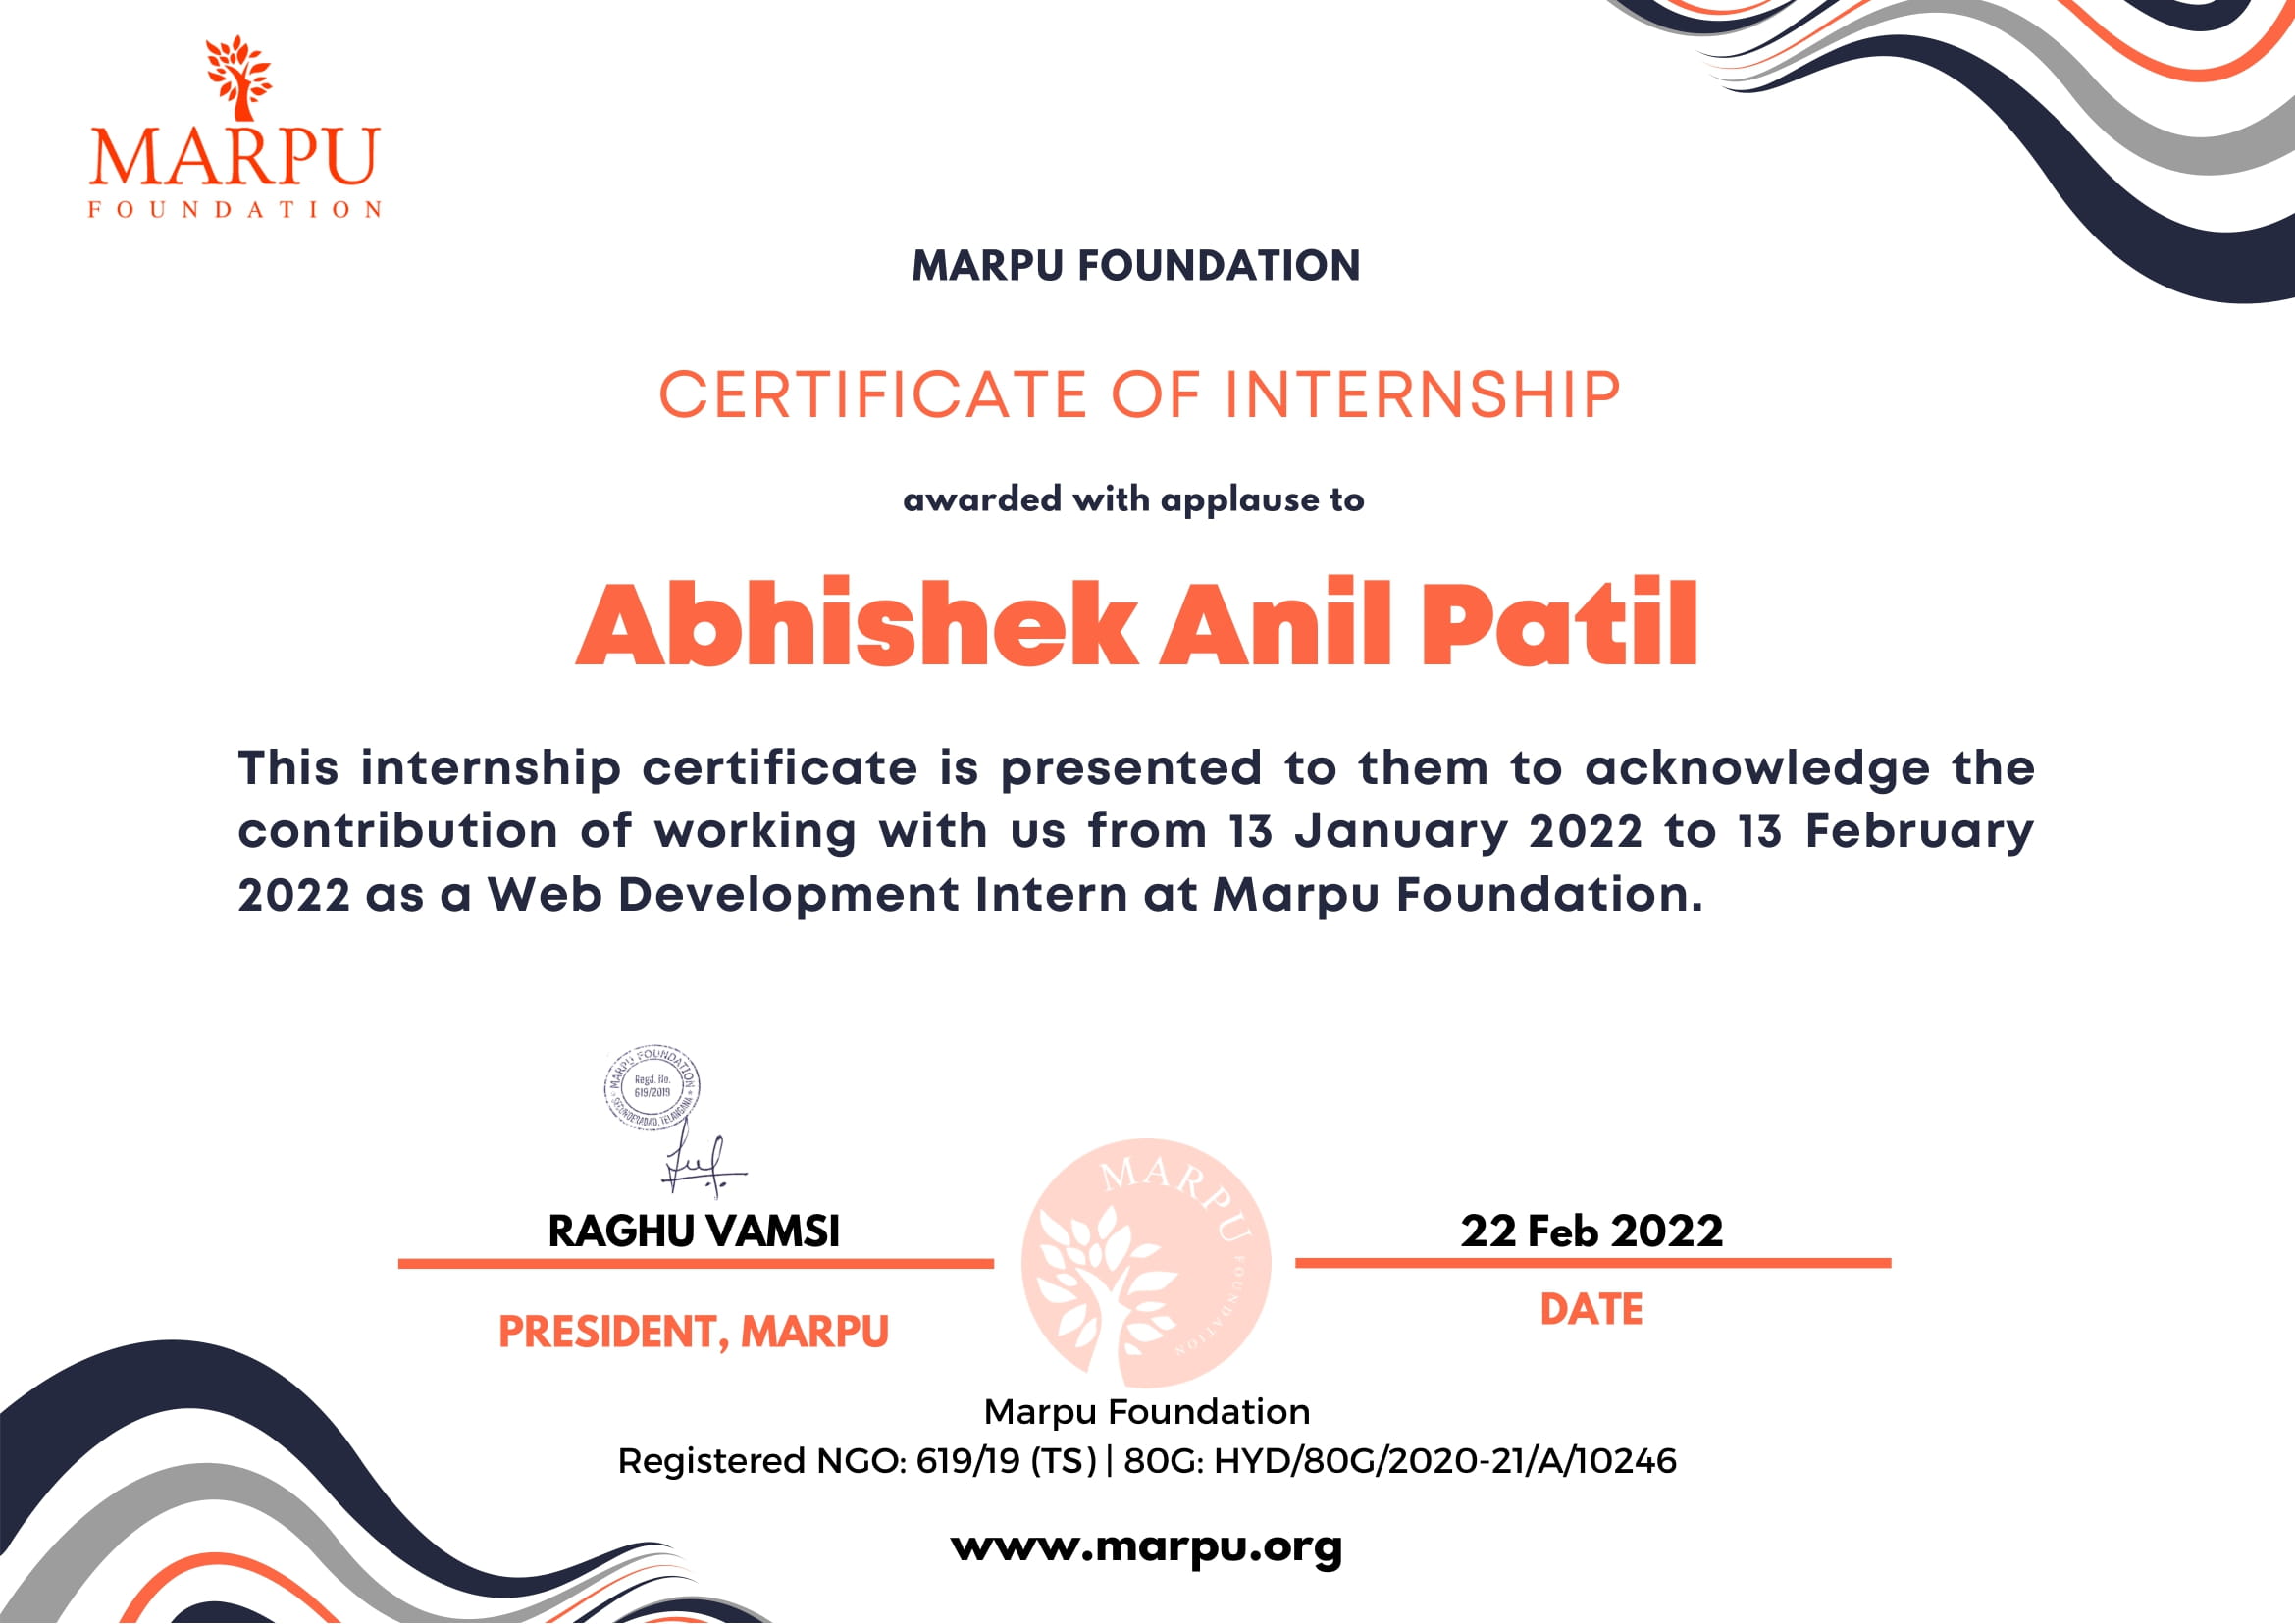 MARPU
FOUNDATION
MARPU FOUNDATION
CERTIFICATE OF INTERNSHIP
awarded with applause to
Abhishek Anil Patil
This internship certificate is presented to them to acknowledge the
contribution of working with us from 13 January 2022 to 13 February
2022 as a Web Development Intern at Marpu Foundation.
MARPU FOUNDATION
Regd. No.
619/2019
SECUNDERABAD, TELANGANA
RAGHU VAMSI
PRESIDENT, MARPU
MARPU FOUNDATION
22 Feb 2022
DATE
Marpu Foundation
Registered NGO: 619/19 (TS) | 80G: HYD/80G/2020-21/A/10246
www.marpu.org